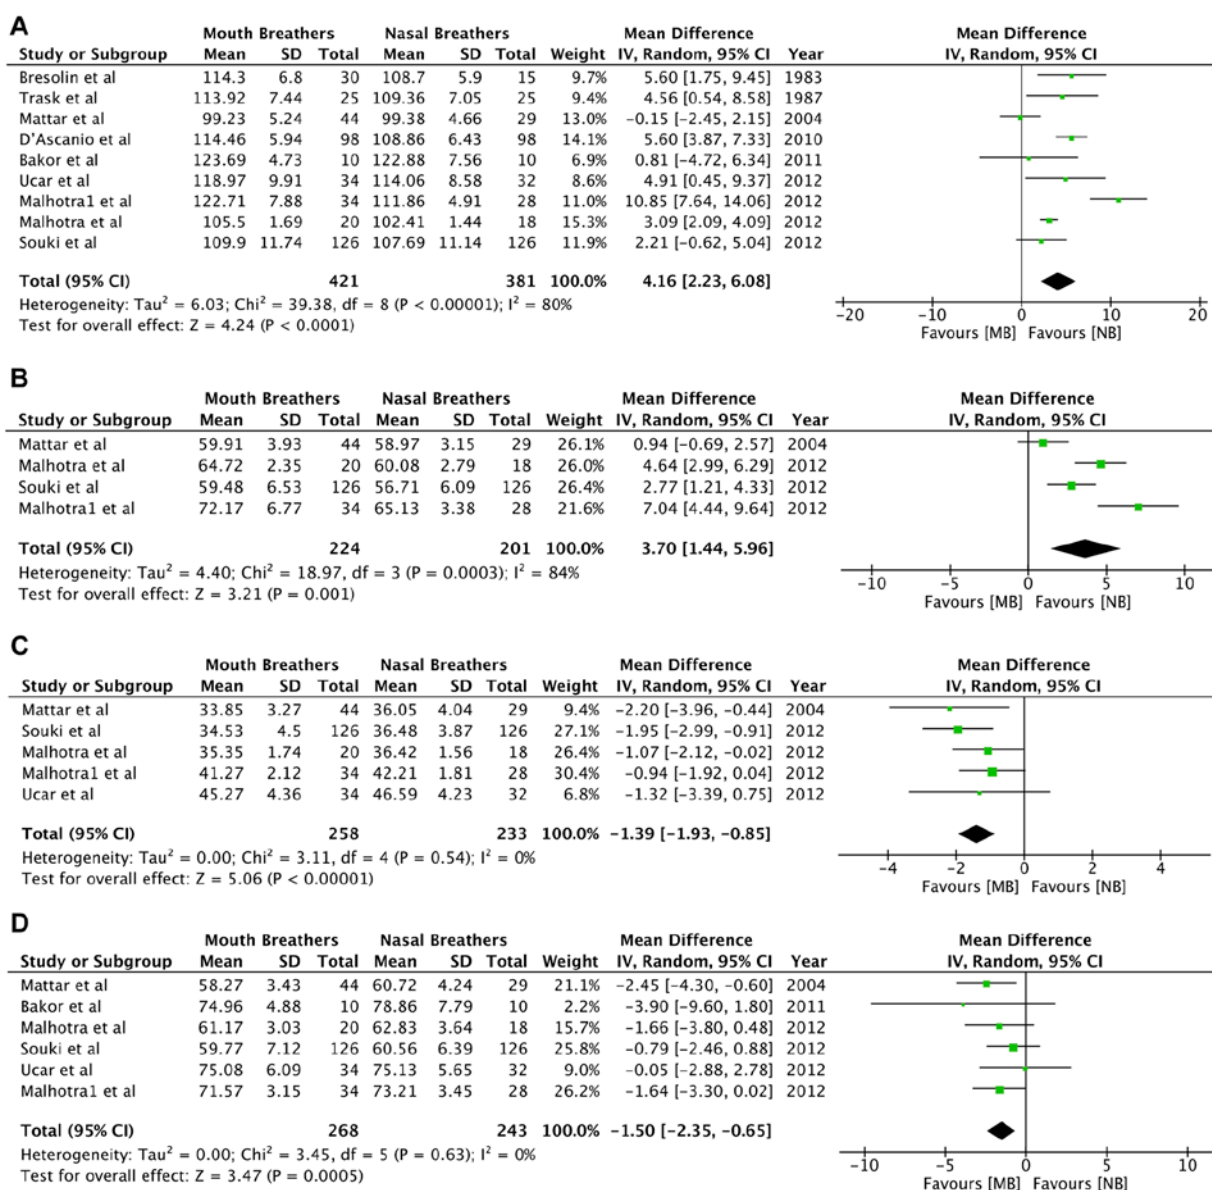 A
Mouth Breathers Nasal Breathers Mean Difference Mean Difference
Study or Subgroup Mean SD Total Mean SD Total Weight IV, Random, 95% CI Year IV, Random, 95% CI
Bresolin et al 114.3 6.8 30 108.7 5.9 15 9.7% 5.60 [1.75, 9.45] 1983
Trask et al 113.92 7.44 25 109.36 7.05 25 9.4% 4.56 [0.54, 8.58] 1987
Mattar et al 99.23 5.24 44 99.38 4.66 29 13.0% −0.15 [−2.45, 2.15] 2004
D'Ascanio et al 114.46 5.94 98 108.86 6.43 98 14.1% 5.60 [3.87, 7.33] 2010
Bakor et al 123.69 4.73 10 122.88 7.56 10 6.9% 0.81 [−4.72, 6.34] 2011
Ucar et al 118.97 9.91 34 114.06 8.58 32 8.6% 4.91 [0.45, 9.37] 2012
Malhotra1 et al 122.71 7.88 34 111.86 4.91 28 11.0% 10.85 [7.64, 14.06] 2012
Malhotra et al 105.5 1.69 20 102.41 1.44 18 15.3% 3.09 [2.09, 4.09] 2012
Souki et al 109.9 11.74 126 107.69 11.14 126 11.9% 2.21 [−0.62, 5.04] 2012
Total (95% CI) 421 381 100.0% 4.16 [2.23, 6.08]
Heterogeneity: Tau² = 6.03; Chi² = 39.38, df = 8 (P < 0.00001); I² = 80%
Test for overall effect: Z = 4.24 (P < 0.0001)
−20 −10 0 10 20
Favours [MB] Favours [NB]
B
Mouth Breathers Nasal Breathers Mean Difference Mean Difference
Study or Subgroup Mean SD Total Mean SD Total Weight IV, Random, 95% CI Year IV, Random, 95% CI
Mattar et al 59.91 3.93 44 58.97 3.15 29 26.1% 0.94 [−0.69, 2.57] 2004
Malhotra et al 64.72 2.35 20 60.08 2.79 18 26.0% 4.64 [2.99, 6.29] 2012
Souki et al 59.48 6.53 126 56.71 6.09 126 26.4% 2.77 [1.21, 4.33] 2012
Malhotra1 et al 72.17 6.77 34 65.13 3.38 28 21.6% 7.04 [4.44, 9.64] 2012
Total (95% CI) 224 201 100.0% 3.70 [1.44, 5.96]
Heterogeneity: Tau² = 4.40; Chi² = 18.97, df = 3 (P = 0.0003); I² = 84%
Test for overall effect: Z = 3.21 (P = 0.001)
−10 −5 0 5 10
Favours [MB] Favours [NB]
C
Mouth Breathers Nasal Breathers Mean Difference Mean Difference
Study or Subgroup Mean SD Total Mean SD Total Weight IV, Random, 95% CI Year IV, Random, 95% CI
Mattar et al 33.85 3.27 44 36.05 4.04 29 9.4% −2.20 [−3.96, −0.44] 2004
Souki et al 34.53 4.5 126 36.48 3.87 126 27.1% −1.95 [−2.99, −0.91] 2012
Malhotra et al 35.35 1.74 20 36.42 1.56 18 26.4% −1.07 [−2.12, −0.02] 2012
Malhotra1 et al 41.27 2.12 34 42.21 1.81 28 30.4% −0.94 [−1.92, 0.04] 2012
Ucar et al 45.27 4.36 34 46.59 4.23 32 6.8% −1.32 [−3.39, 0.75] 2012
Total (95% CI) 258 233 100.0% −1.39 [−1.93, −0.85]
Heterogeneity: Tau² = 0.00; Chi² = 3.11, df = 4 (P = 0.54); I² = 0%
Test for overall effect: Z = 5.06 (P < 0.00001)
−4 −2 0 2 4
Favours [MB] Favours [NB]
D
Mouth Breathers Nasal Breathers Mean Difference Mean Difference
Study or Subgroup Mean SD Total Mean SD Total Weight IV, Random, 95% CI Year IV, Random, 95% CI
Mattar et al 58.27 3.43 44 60.72 4.24 29 21.1% −2.45 [−4.30, −0.60] 2004
Bakor et al 74.96 4.88 10 78.86 7.79 10 2.2% −3.90 [−9.60, 1.80] 2011
Malhotra et al 61.17 3.03 20 62.83 3.64 18 15.7% −1.66 [−3.80, 0.48] 2012
Souki et al 59.77 7.12 126 60.56 6.39 126 25.8% −0.79 [−2.46, 0.88] 2012
Ucar et al 75.08 6.09 34 75.13 5.65 32 9.0% −0.05 [−2.88, 2.78] 2012
Malhotra1 et al 71.57 3.15 34 73.21 3.45 28 26.2% −1.64 [−3.30, 0.02] 2012
Total (95% CI) 268 243 100.0% −1.50 [−2.35, −0.65]
Heterogeneity: Tau² = 0.00; Chi² = 3.45, df = 5 (P = 0.63); I² = 0%
Test for overall effect: Z = 3.47 (P = 0.0005)
−10 −5 0 5 10
Favours [MB] Favours [NB]